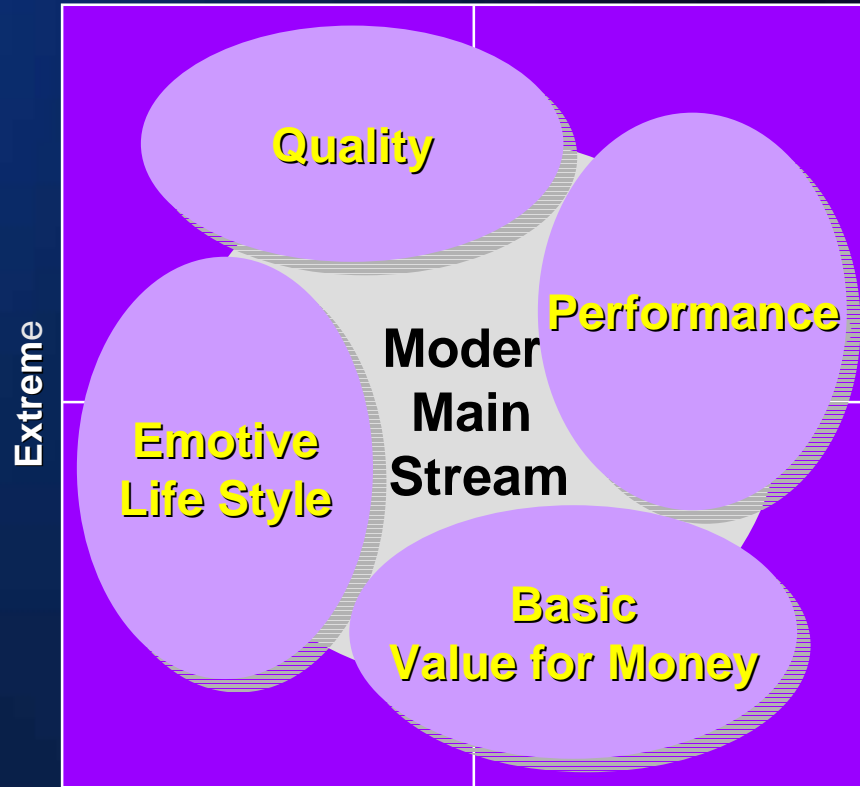 Quality
Performance
Moder
Main
Stream
Extreme
Emotive
Life Style
Basic
Value for Money